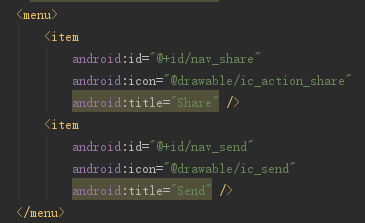 <menu>
<item
android:id="@+id/nav_share"
android:icon="@drawable/ic_action_share"
android:title="Share" />
<item
android:id="@+id/nav_send"
android:icon="@drawable/ic_send"
android:title="Send" />
</menu>